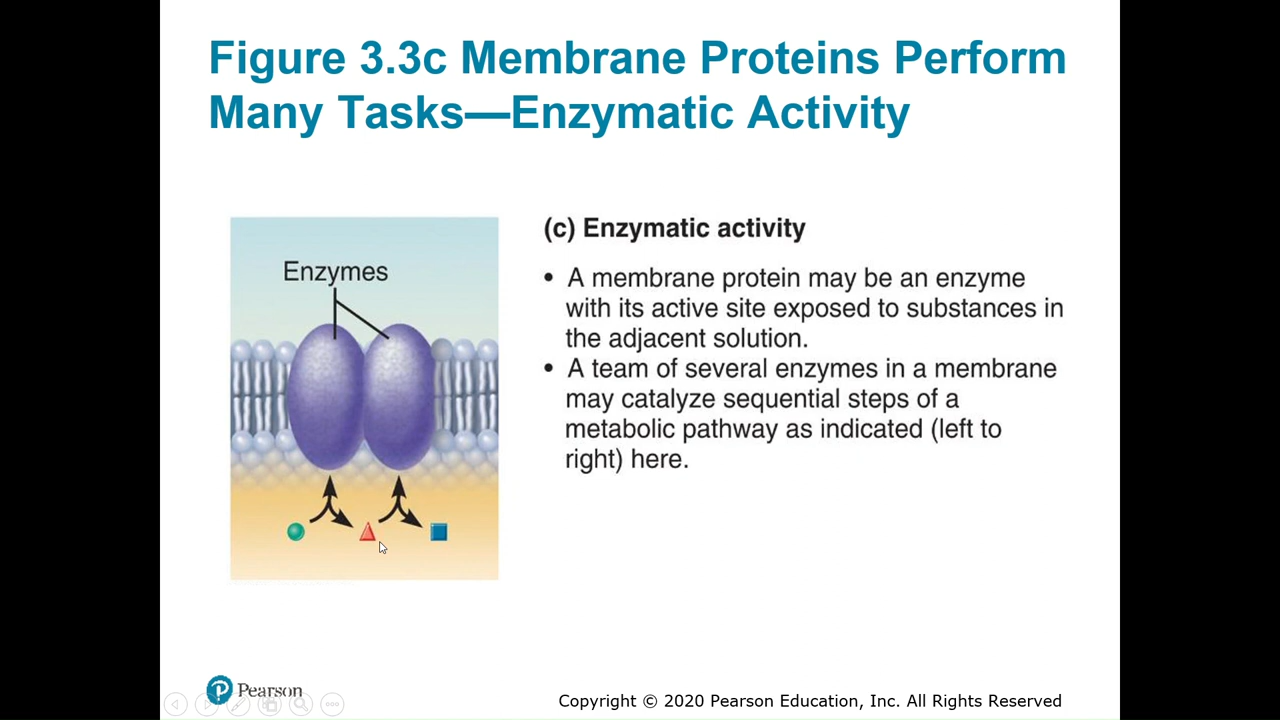 Figure 3.3c Membrane Proteins Perform
Many Tasks—Enzymatic Activity
Enzymes
(c) Enzymatic activity
• A membrane protein may be an enzyme
with its active site exposed to substances in
the adjacent solution.
• A team of several enzymes in a membrane
may catalyze sequential steps of a
metabolic pathway as indicated (left to
right) here.
P Pearson
Copyright © 2020 Pearson Education, Inc. All Rights Reserved